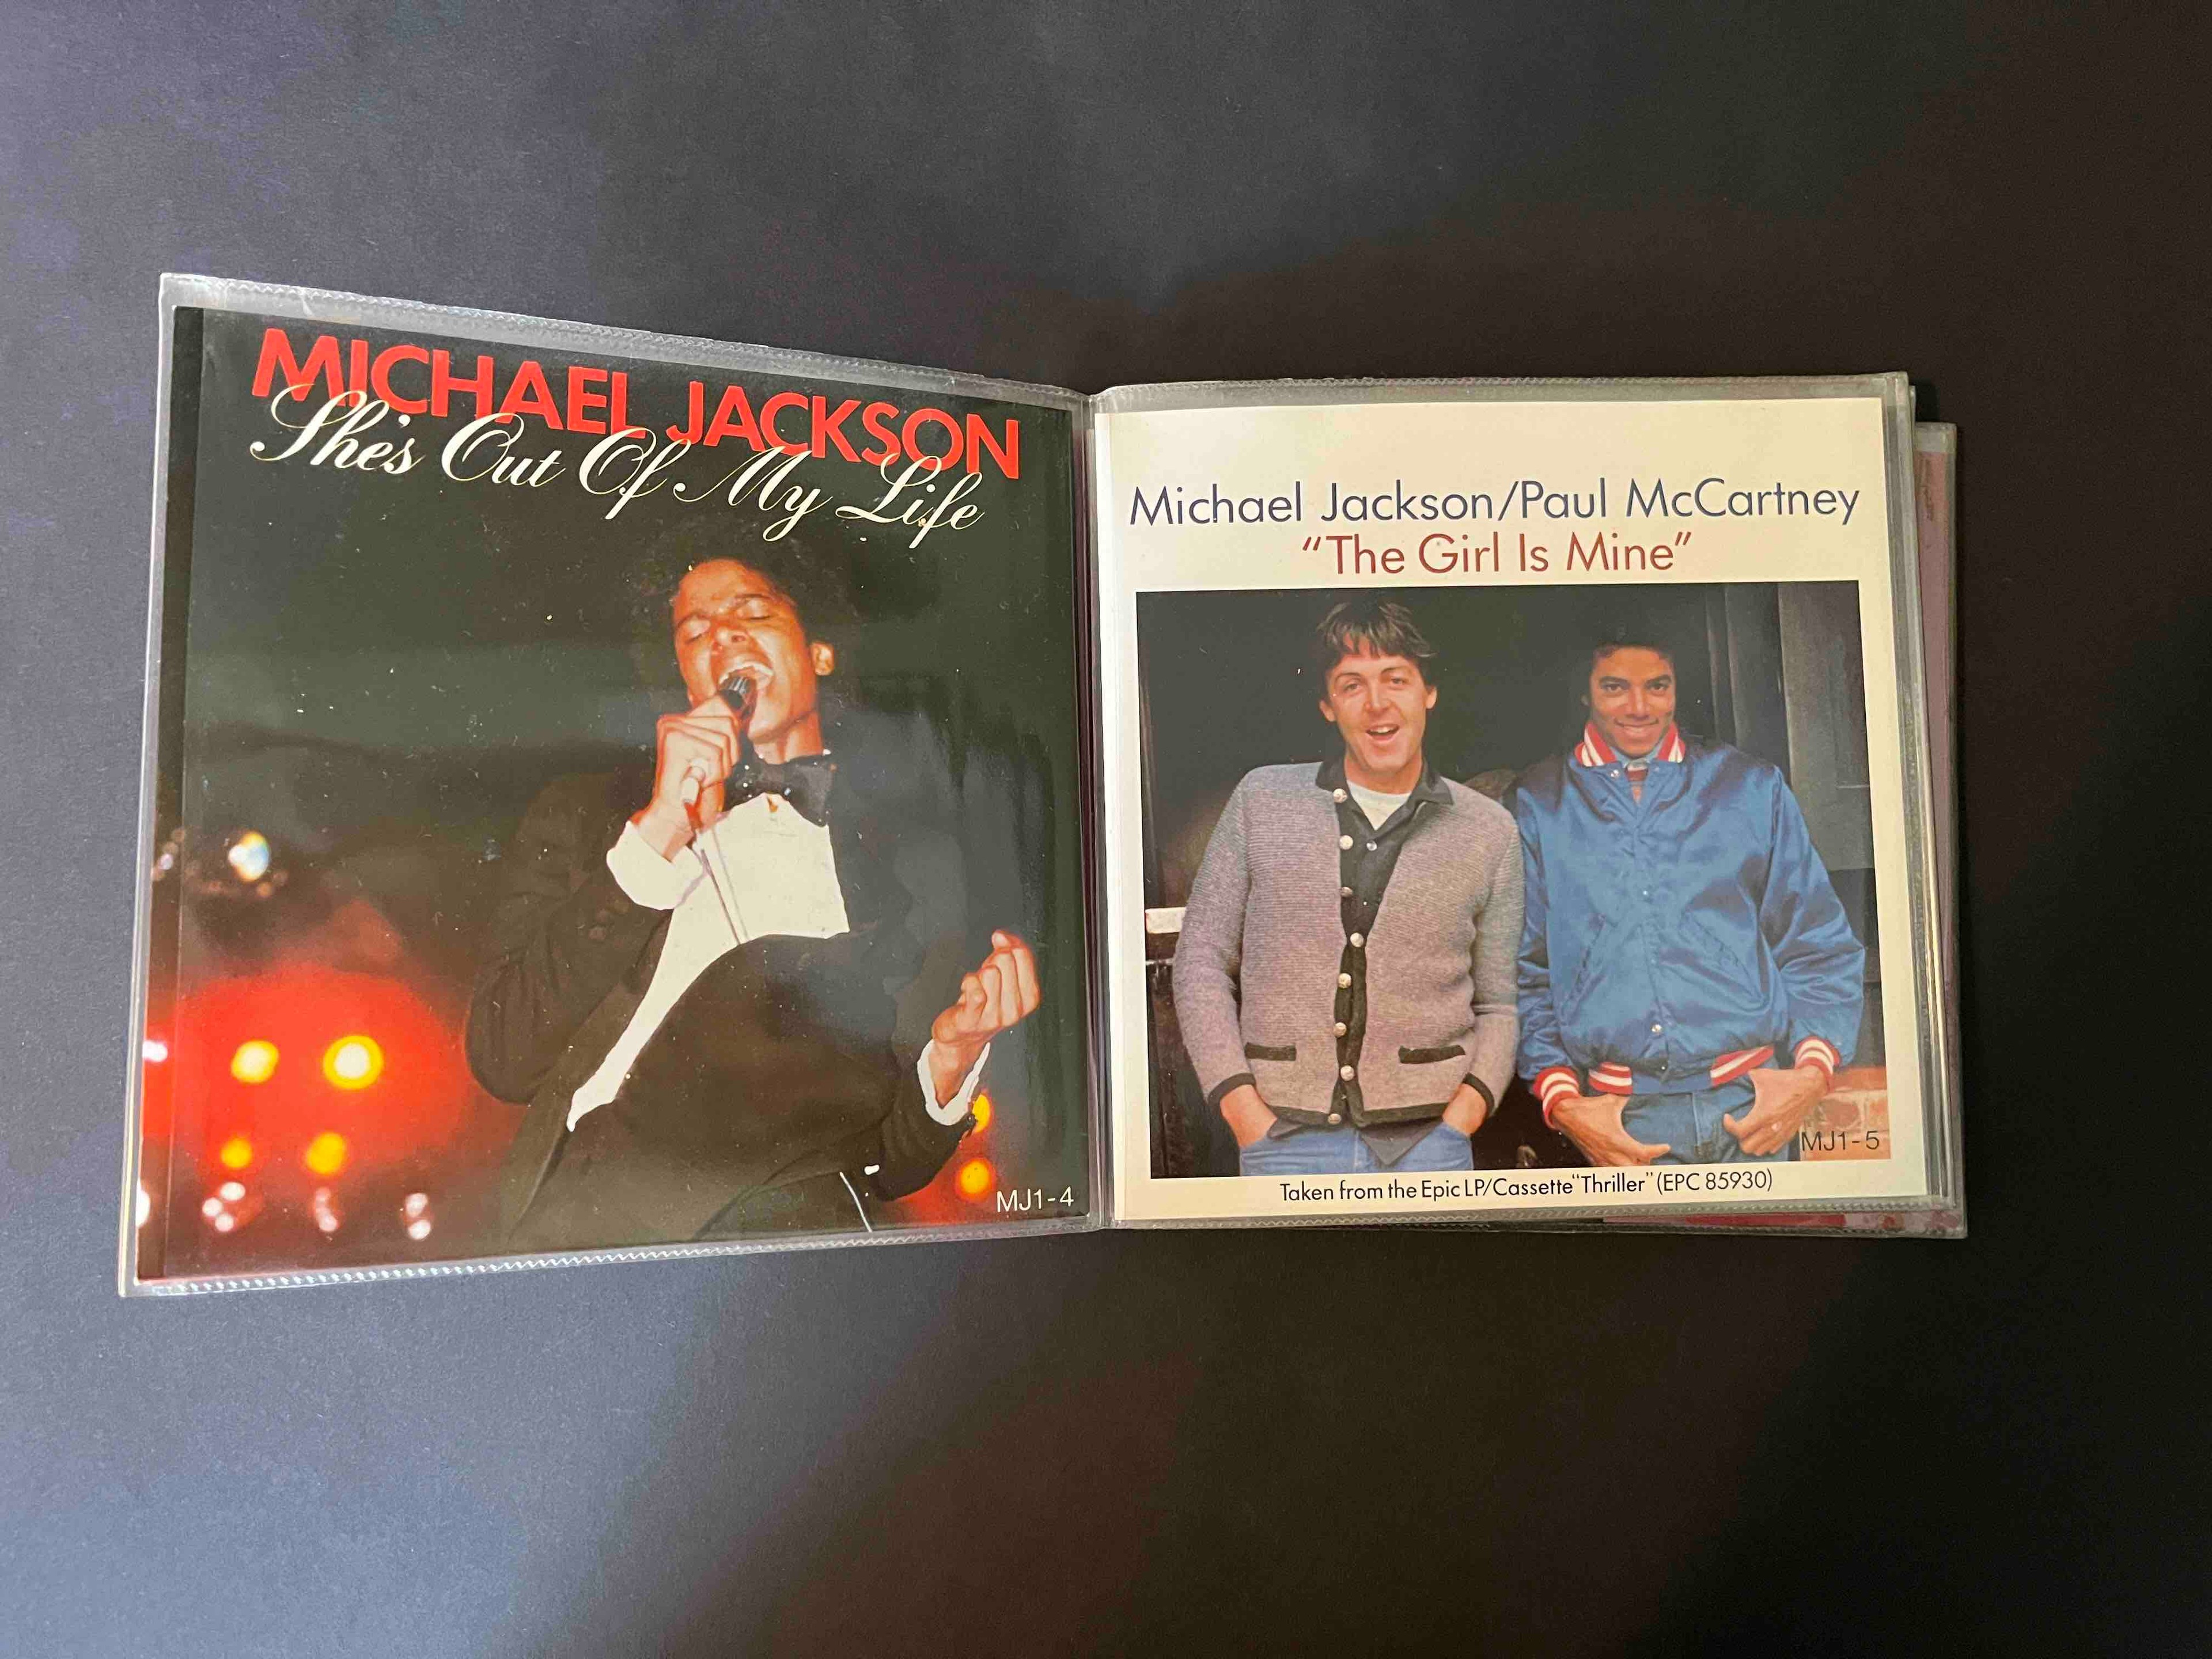 MICHAEL JACKSON
She's Out Of My Life
MJ1-4
Michael Jackson/Paul McCartney
"The Girl Is Mine"
MJ1-5
Taken from the Epic LP/Cassette "Thriller" (EPC 85930)